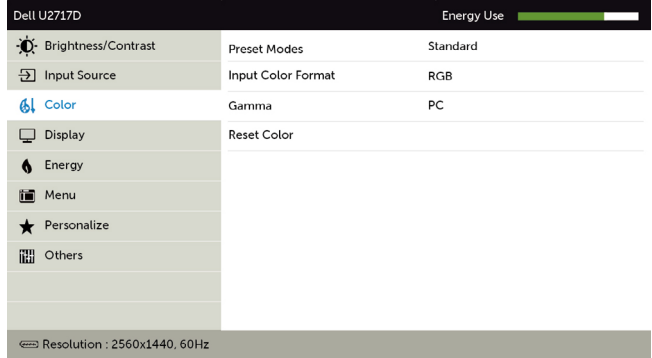 Dell U2717D Energy Use
Brightness/Contrast
Input Source
Color
Display
Energy
Menu
Personalize
Others
Preset Modes Standard
Input Color Format RGB
Gamma PC
Reset Color
Resolution : 2560x1440, 60Hz